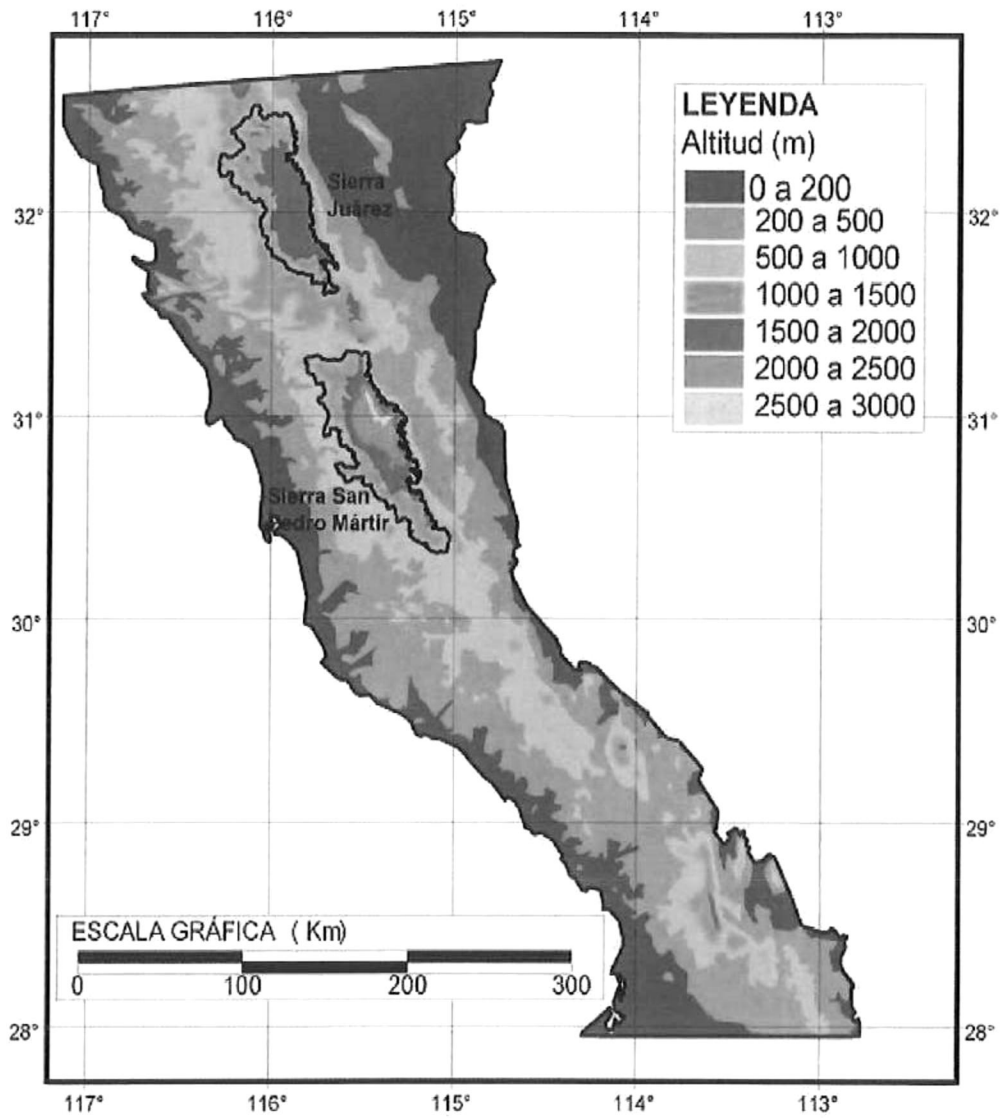 117° 116° 115° 114° 113°
LEYENDA
Altitud (m)
0 a 200
200 a 500
500 a 1000
1000 a 1500
1500 a 2000
2000 a 2500
2500 a 3000
Sierra
Juárez
32° 32°
31° 31°
Sierra San
Pedro Mártir
30° 30°
29° 29°
ESCALA GRÁFICA ( Km)
0 100 200 300
28° 28°
117° 116° 115° 114° 113°